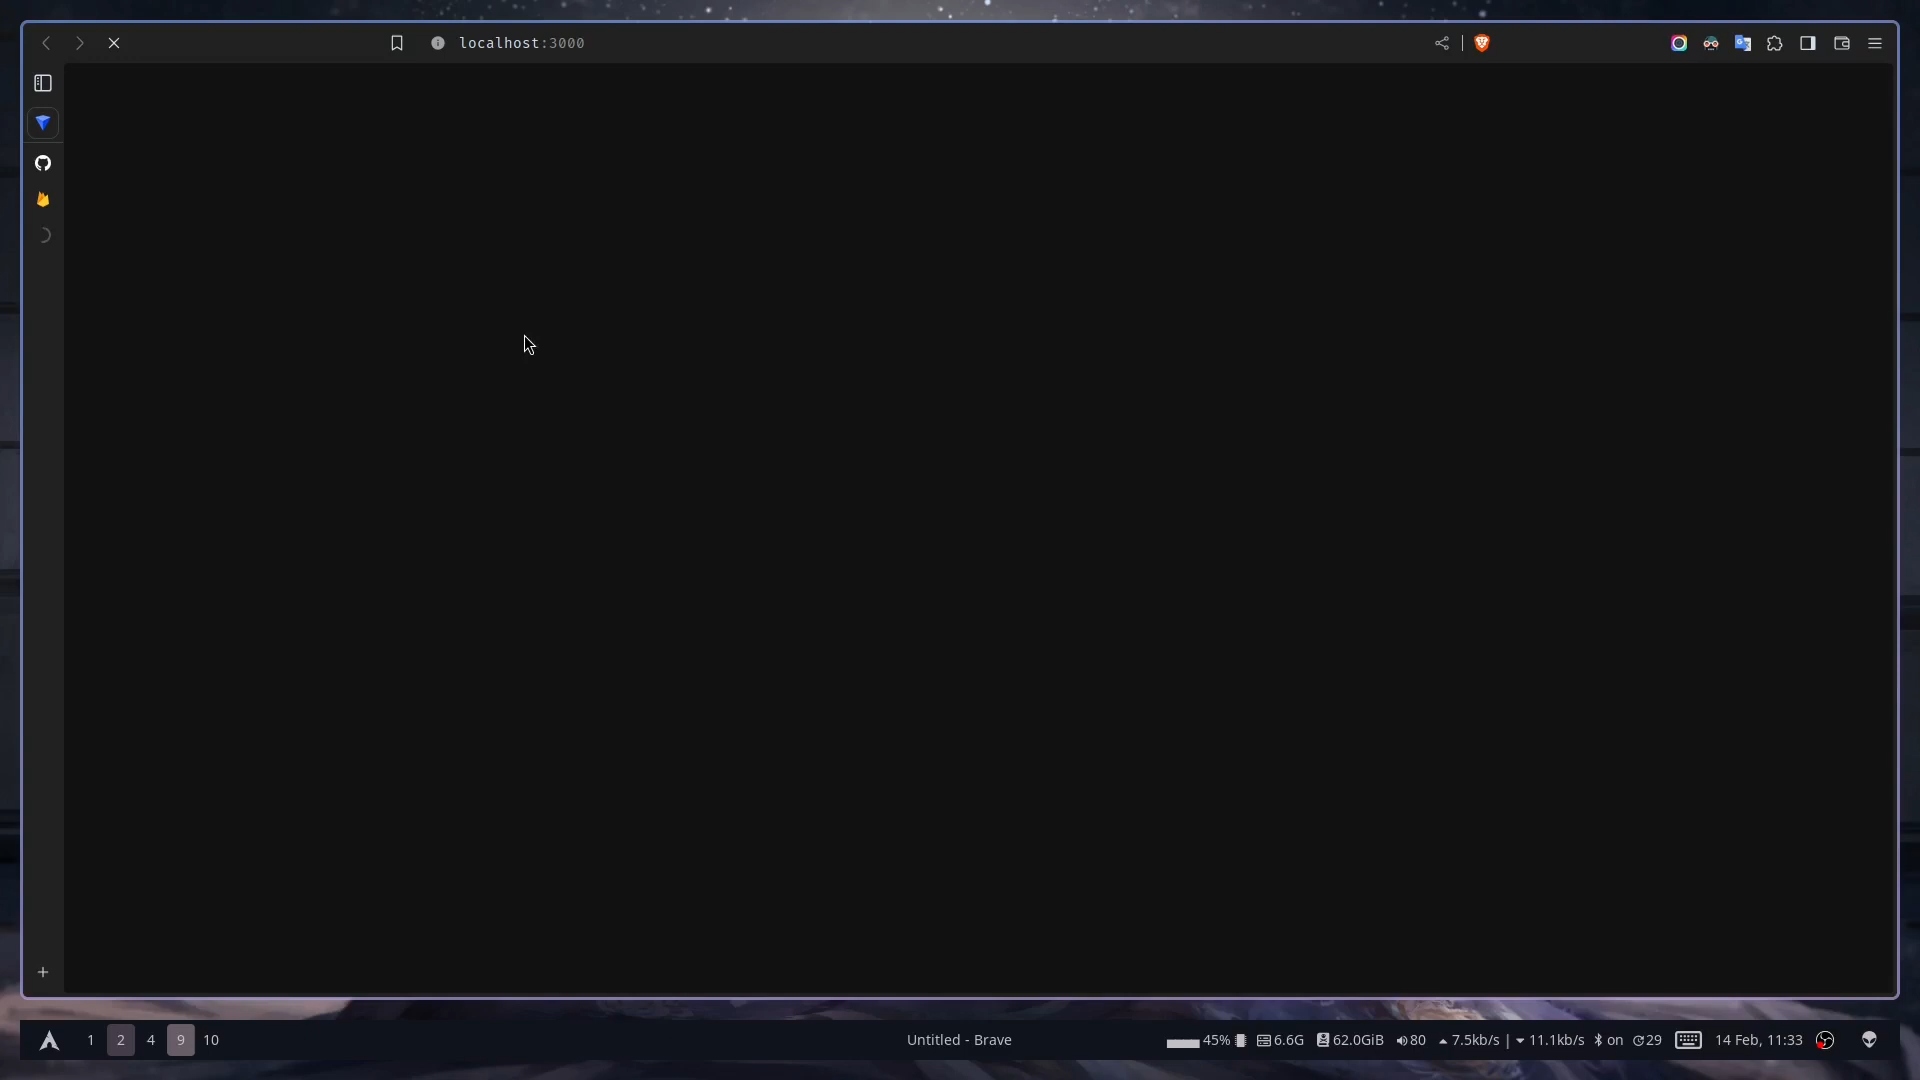 localhost:3000
1 2 4 9 10
Untitled - Brave
45% 6.6G 62.0GiB 80 7.5kb/s | 11.1kb/s on 29 14 Feb, 11:33